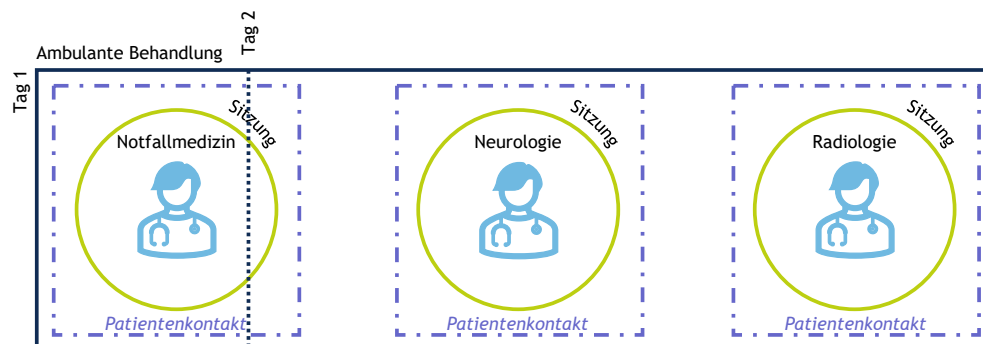 Tag 2
Ambulante Behandlung
Tag 1
Sitzung
Notfallmedizin
Patientenkontakt
Sitzung
Neurologie
Patientenkontakt
Sitzung
Radiologie
Patientenkontakt